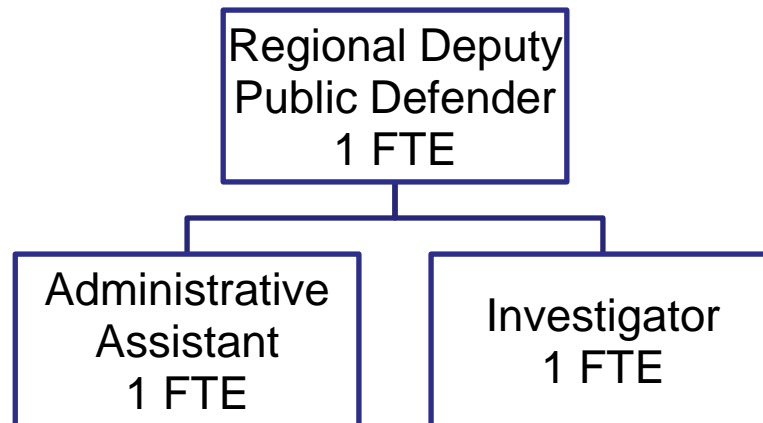 Regional Deputy
Public Defender
1 FTE
Administrative
Assistant
1 FTE
Investigator
1 FTE